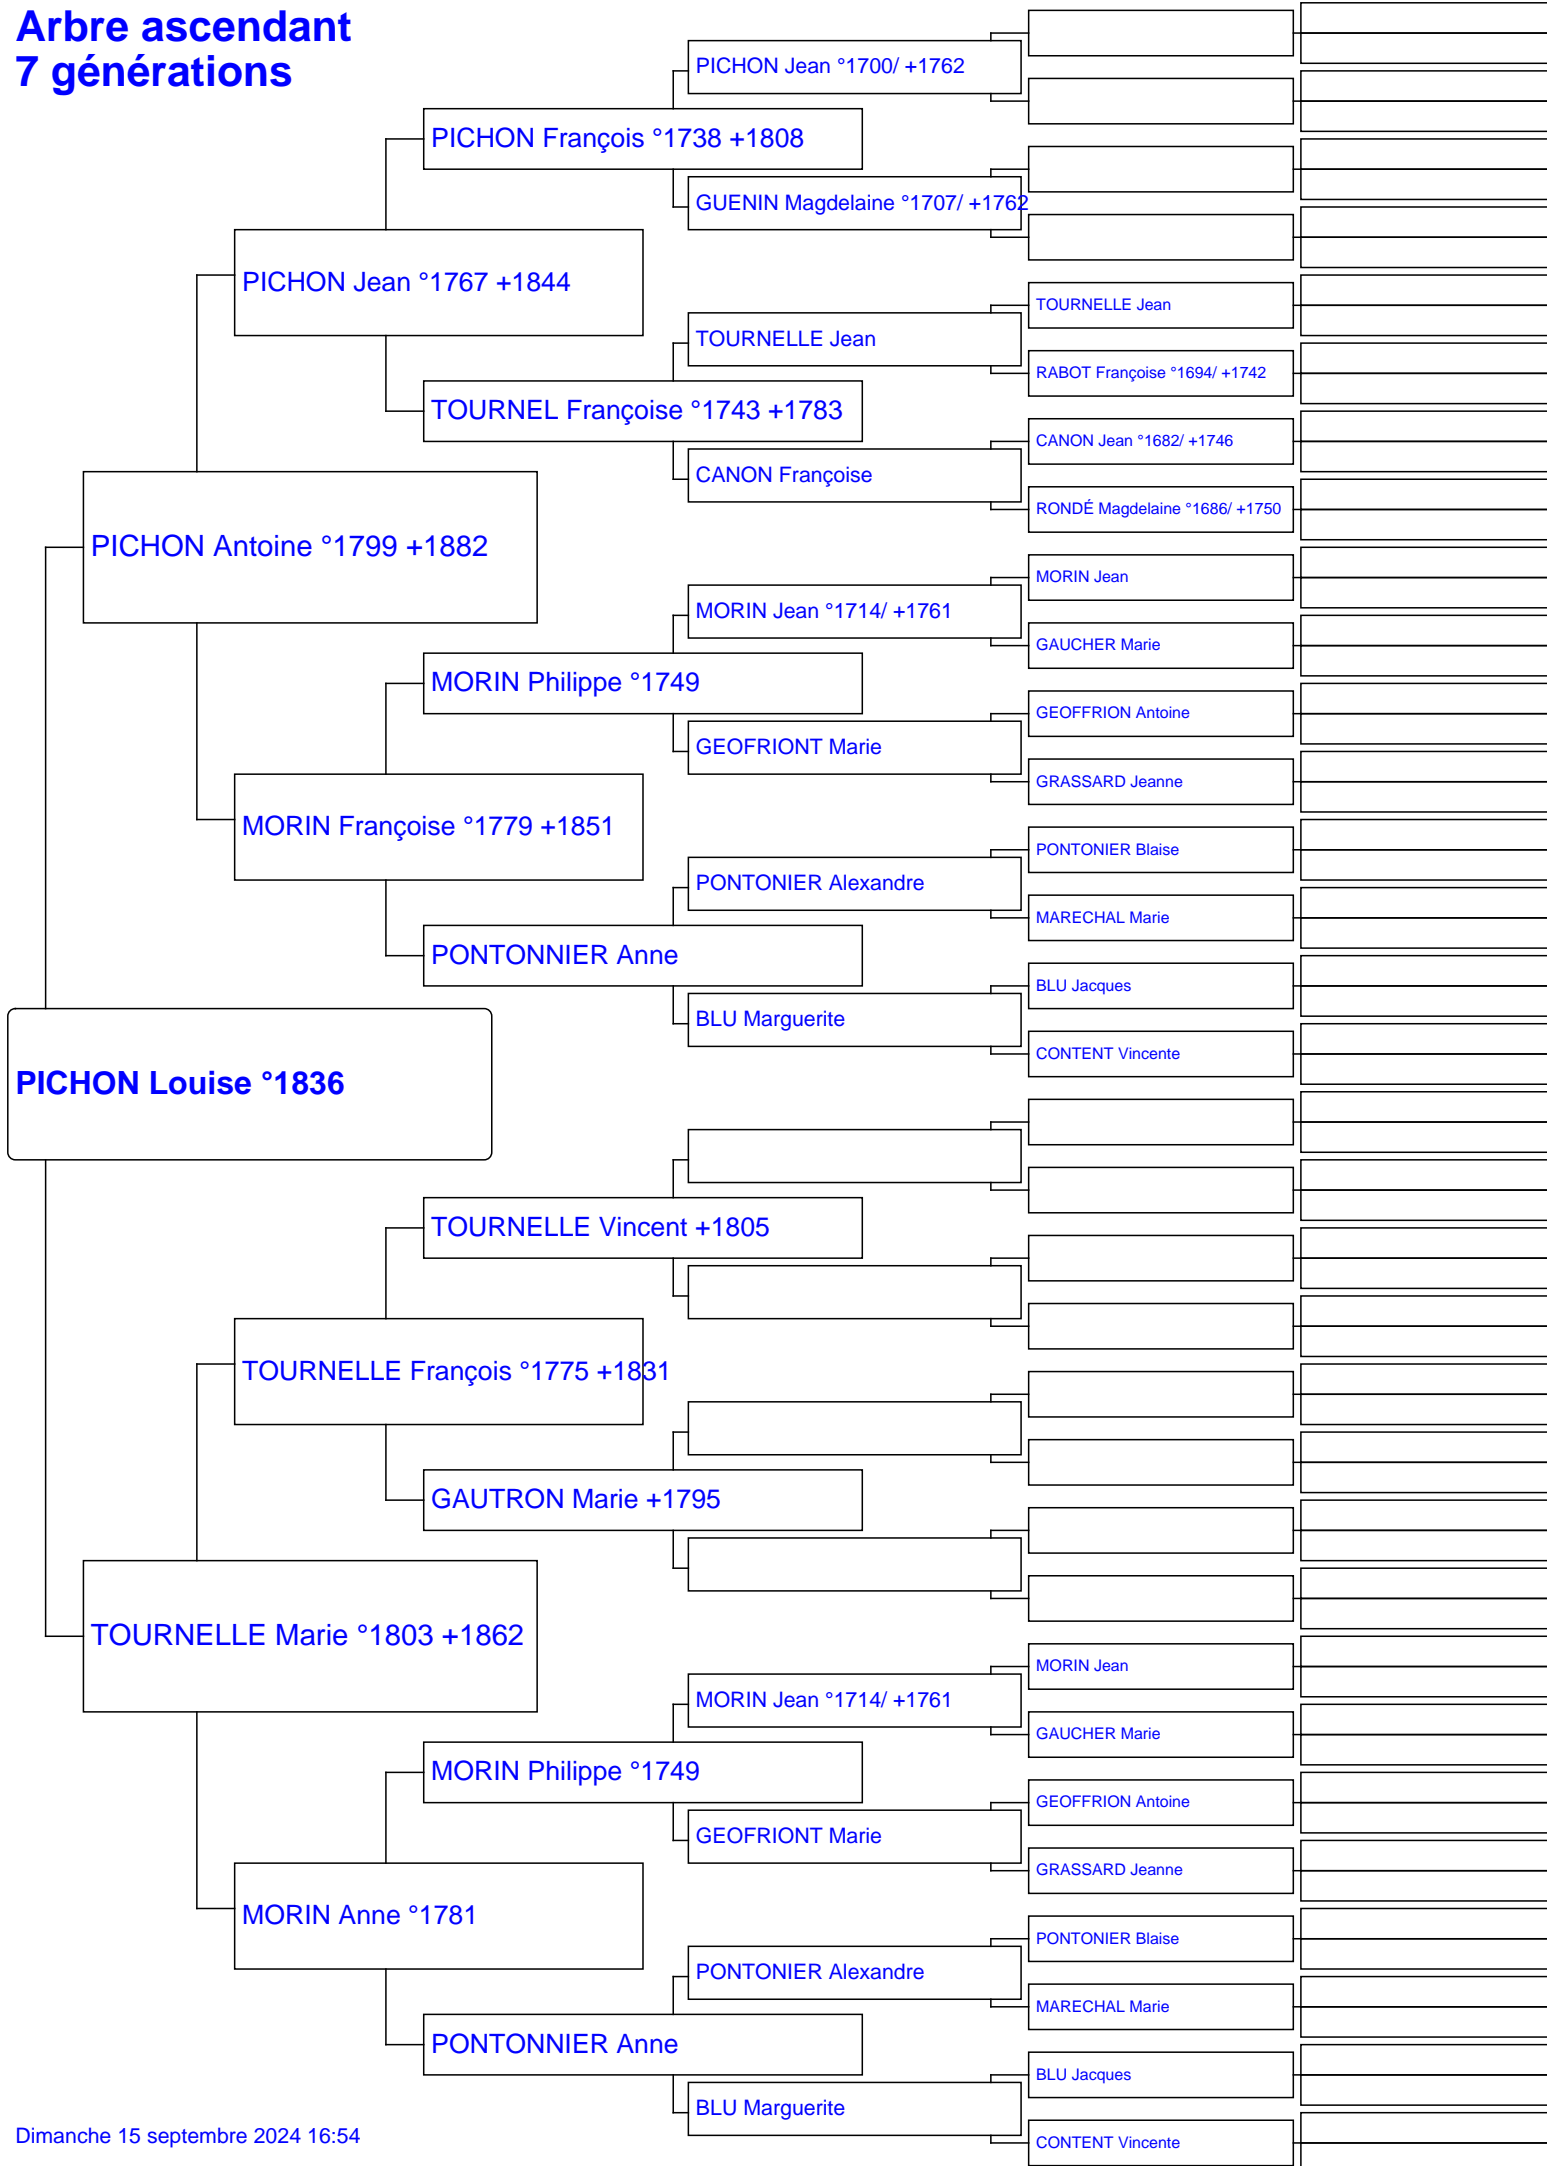 Arbre ascendant
7 générations
PICHON Jean °1700/ +1762
PICHON François °1738 +1808
GUENIN Magdelaine °1707/ +1762
PICHON Jean °1767 +1844
TOURNELLE Jean
TOURNELLE Jean
RABOT Françoise °1694/ +1742
TOURNEL Françoise °1743 +1783
CANON Jean °1682/ +1746
CANON Françoise
RONDÉ Magdelaine °1686/ +1750
PICHON Antoine °1799 +1882
MORIN Jean
MORIN Jean °1714/ +1761
GAUCHER Marie
MORIN Philippe °1749
GEOFFRION Antoine
GEOFRIONT Marie
GRASSARD Jeanne
MORIN Françoise °1779 +1851
PONTONIER Blaise
PONTONIER Alexandre
MARECHAL Marie
PONTONNIER Anne
BLU Jacques
BLU Marguerite
CONTENT Vincente
PICHON Louise °1836
TOURNELLE Vincent +1805
TOURNELLE François °1775 +1831
GAUTRON Marie +1795
TOURNELLE Marie °1803 +1862
MORIN Jean
MORIN Jean °1714/ +1761
GAUCHER Marie
MORIN Philippe °1749
GEOFFRION Antoine
GEOFRIONT Marie
GRASSARD Jeanne
MORIN Anne °1781
PONTONIER Blaise
PONTONIER Alexandre
MARECHAL Marie
PONTONNIER Anne
BLU Jacques
BLU Marguerite
CONTENT Vincente
Dimanche 15 septembre 2024 16:54